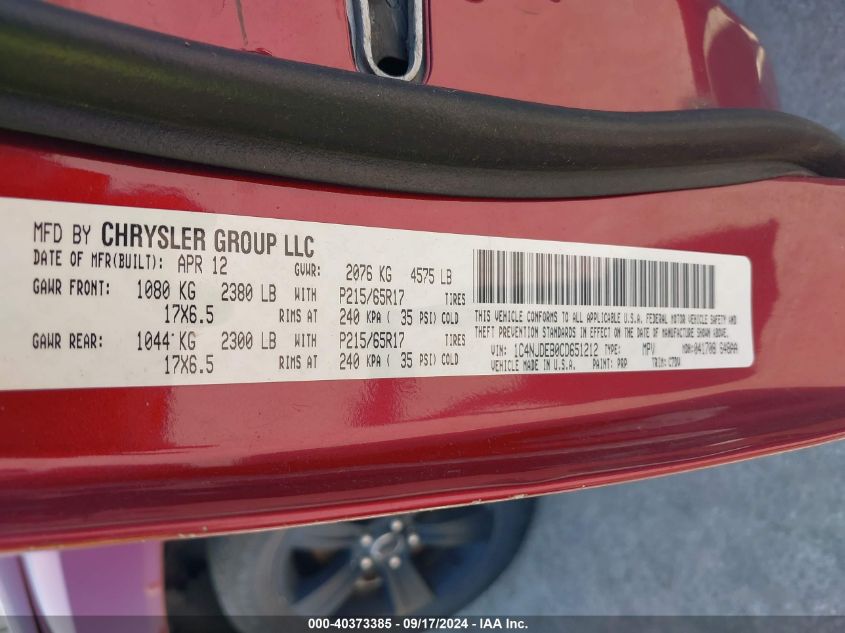 MFD BY CHRYSLER GROUP LLC
DATE OF MFR(BUILT): APR 12 GVWR: 2076 KG 4575 LB
GAWR FRONT: 1080 KG 2380 LB WITH P215/65R17 TIRES
17X6.5 RIMS AT 240 KPA ( 35 PSI) COLD
GAWR REAR: 1044 KG 2300 LB WITH P215/65R17 TIRES
17X6.5 RIMS AT 240 KPA ( 35 PSI) COLD
THIS VEHICLE CONFORMS TO ALL APPLICABLE U.S.A. FEDERAL MOTOR VEHICLE SAFETY AND
THEFT PREVENTION STANDARDS IN EFFECT ON THE DATE OF MANUFACTURE SHOWN ABOVE.
VIN: 1C4NJDEB0CD651212 TYPE: MPV MDH: 041708 548AA
VEHICLE MADE IN U.S.A. PAINT: PRP TRIM:
000-40373385 - 09/17/2024 - IAA Inc.